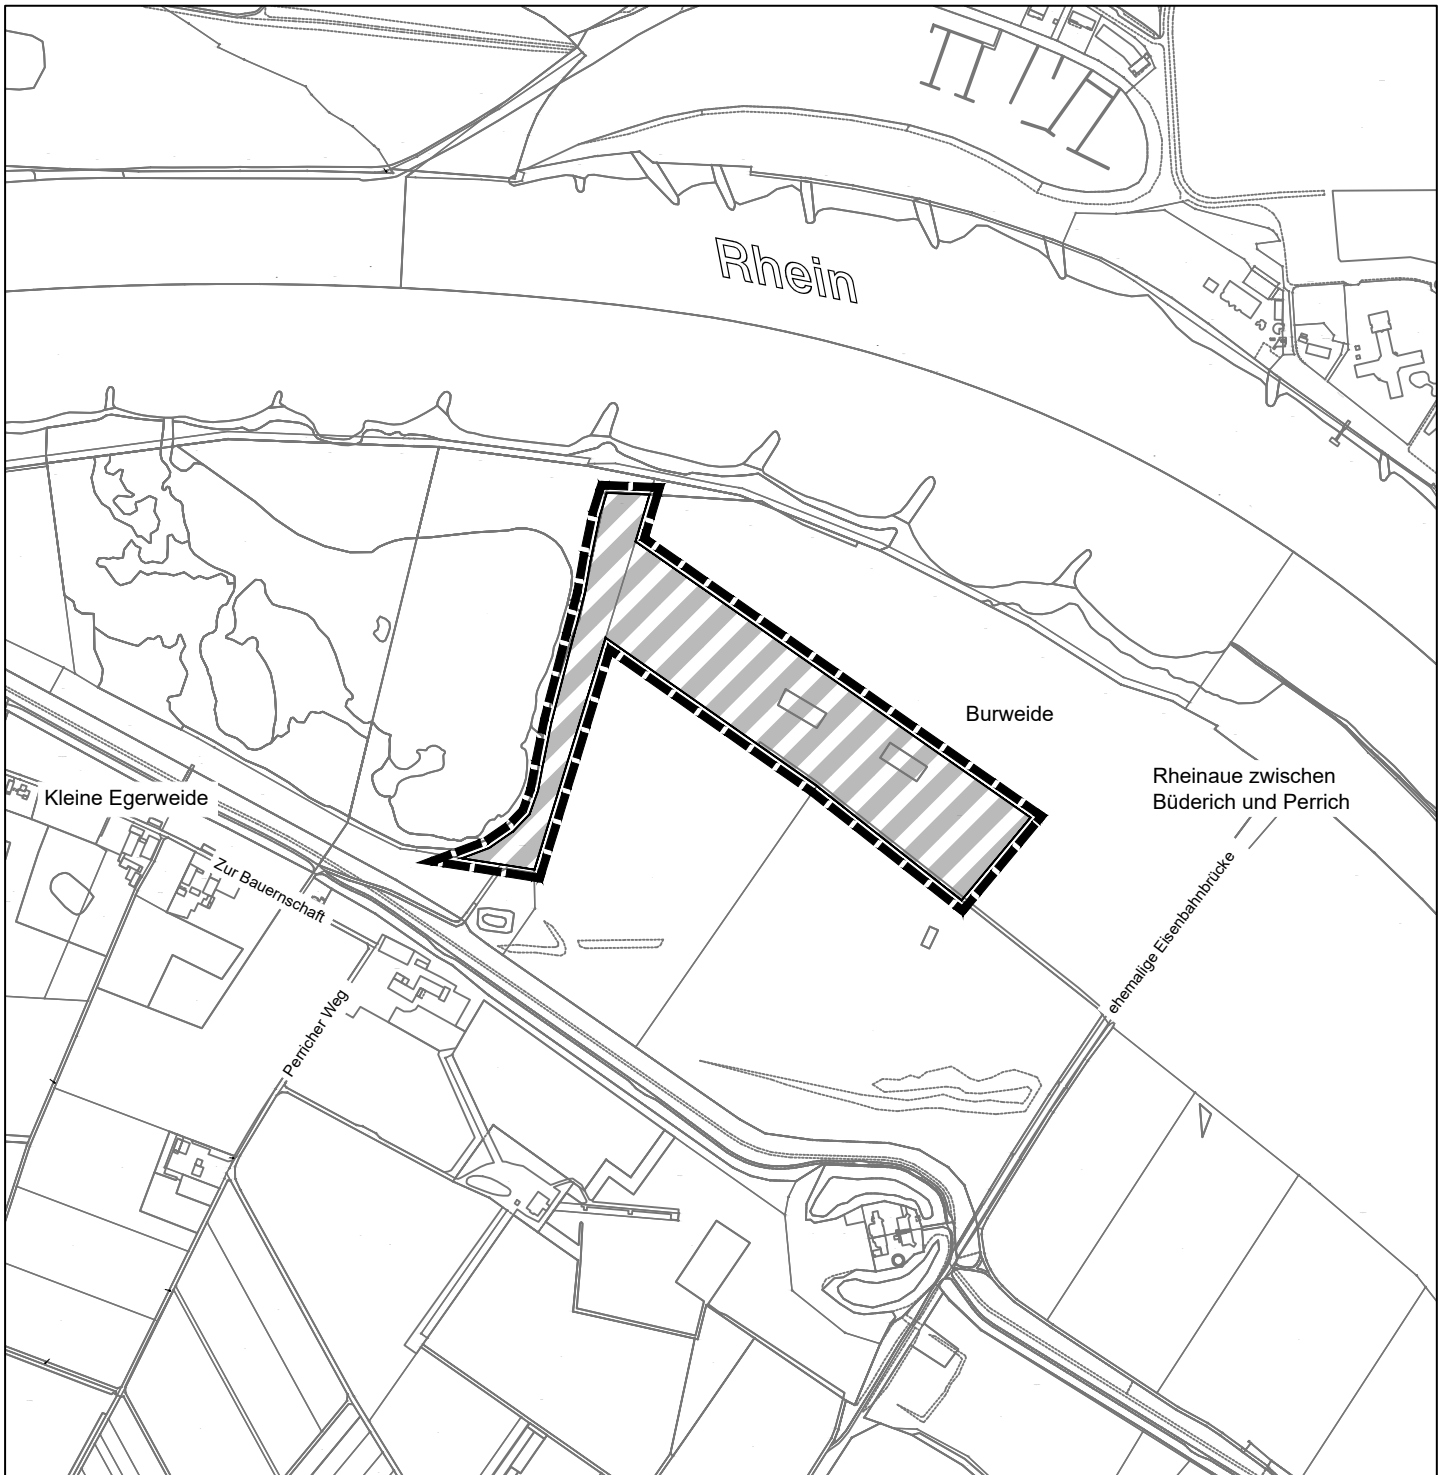 Rhein
Burweide
Rheinaue zwischen
Büderich und Perrich
Kleine Egerweide
Zur Bauernschaft
ehemalige Eisenbahnbrücke
Perricher Weg